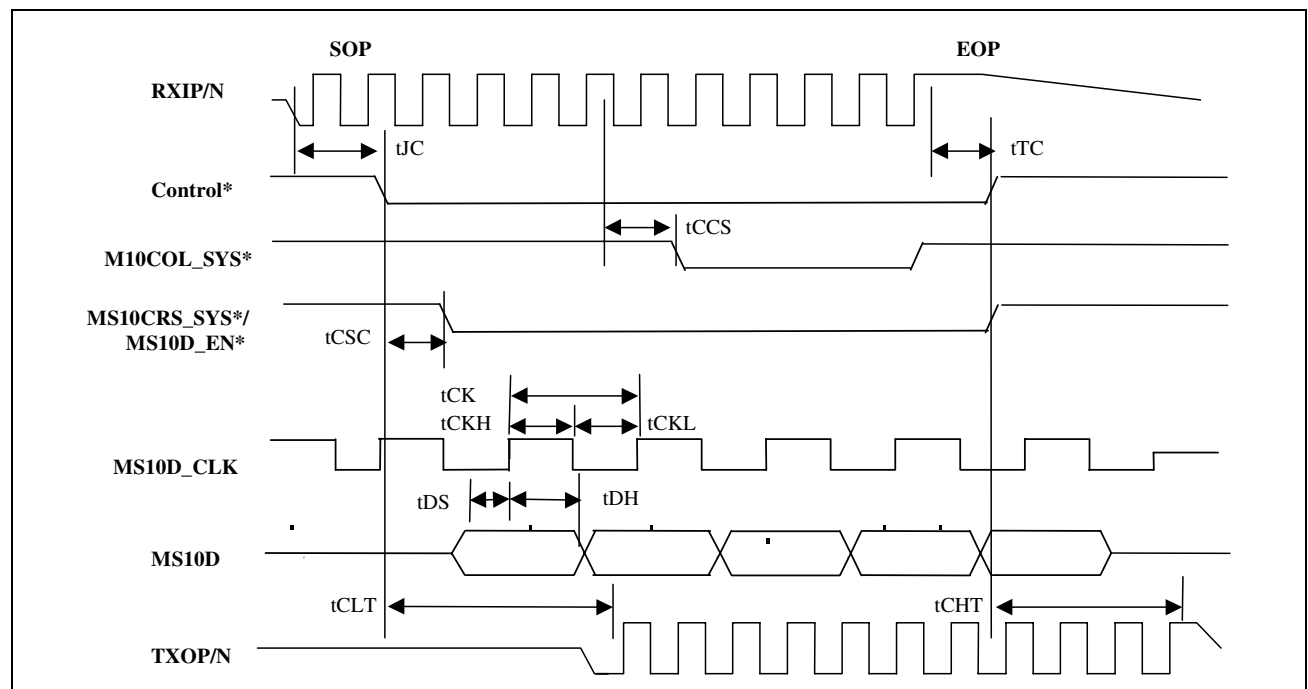 SOP
EOP
RXIP/N
tJC
tTC
Control*
tCCS
M10COL_SYS*
MS10CRS_SYS*/
MS10D_EN*
tCSC
tCK
tCKH
tCKL
MS10D_CLK
tDS
tDH
MS10D
tCLT
tCHT
TXOP/N